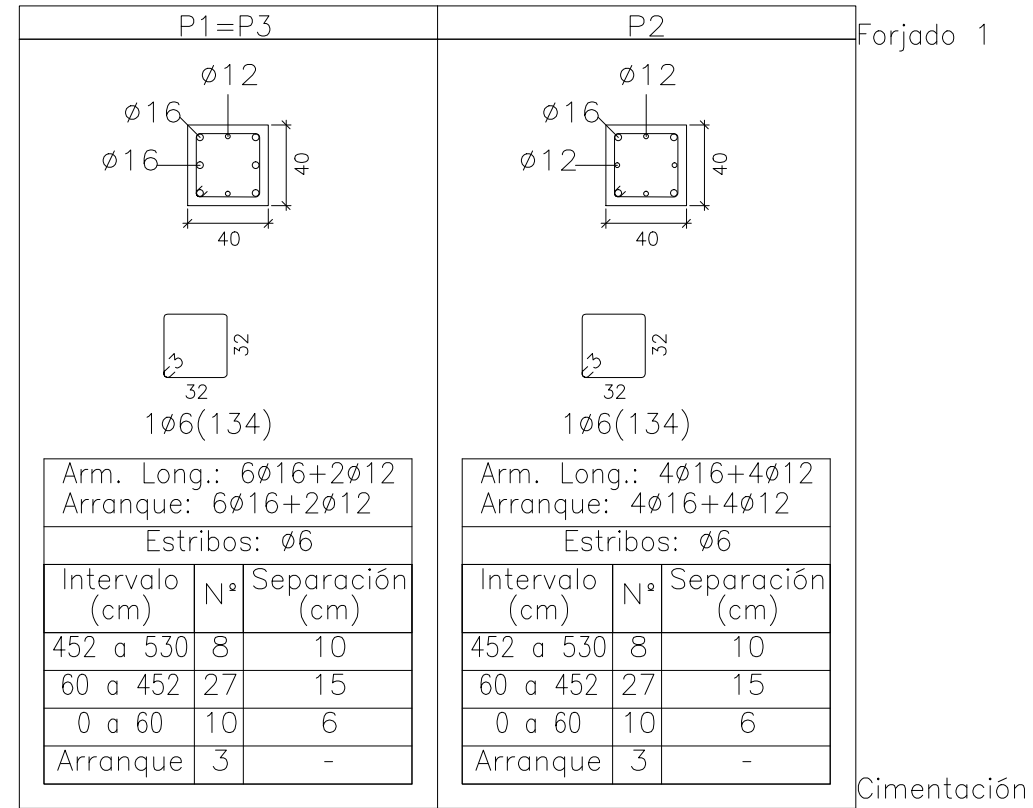 P1=P3
ø12
ø16
ø16
40
40
32
32
3
1ø6(134)
Arm. Long.: 6ø16+2ø12
Arranque: 6ø16+2ø12
Estribos: ø6
Intervalo (cm) Nº Separación (cm)
452 a 530 8 10
60 a 452 27 15
0 a 60 10 6
Arranque 3 -
P2
ø12
ø16
ø12
40
40
32
32
3
1ø6(134)
Arm. Long.: 4ø16+4ø12
Arranque: 4ø16+4ø12
Estribos: ø6
Intervalo (cm) Nº Separación (cm)
452 a 530 8 10
60 a 452 27 15
0 a 60 10 6
Arranque 3 -
Forjado 1
Cimentación